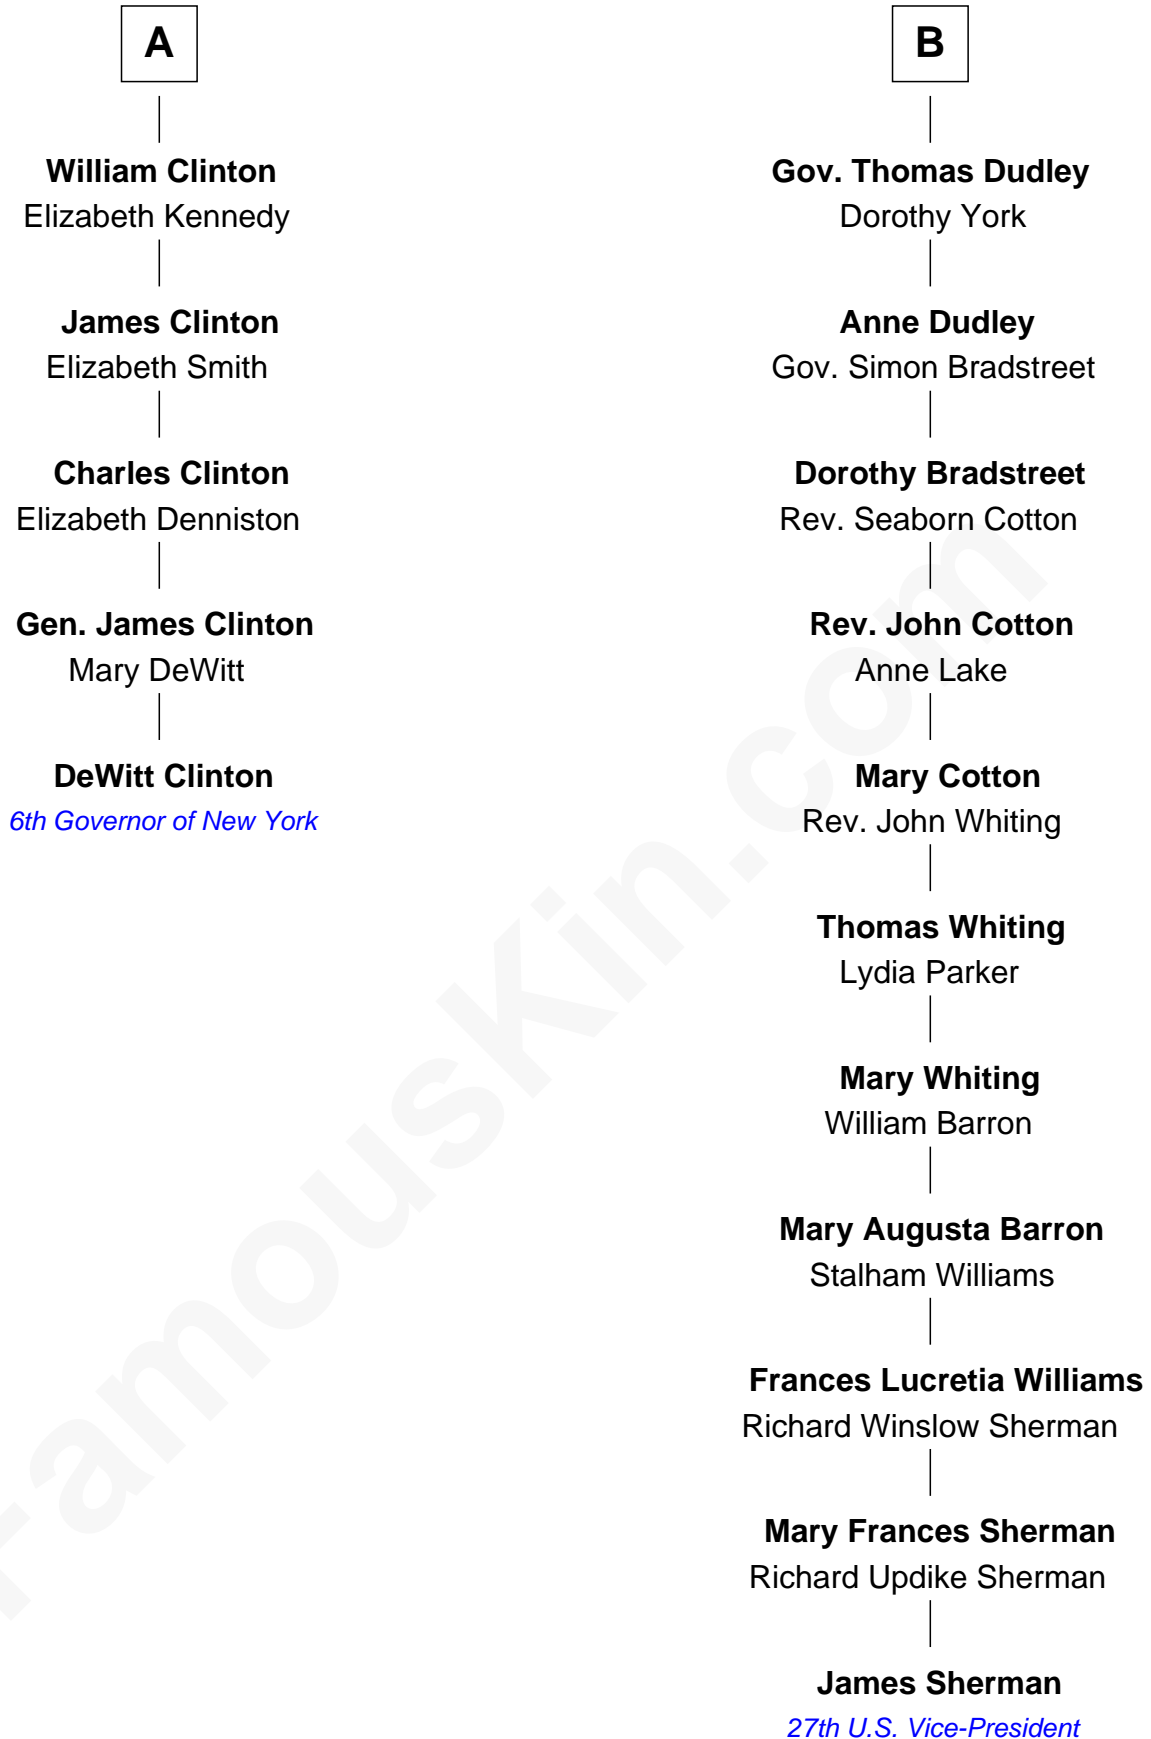 A
William Clinton
Elizabeth Kennedy
James Clinton
Elizabeth Smith
Charles Clinton
Elizabeth Denniston
Gen. James Clinton
Mary DeWitt
DeWitt Clinton
6th Governor of New York
B
Gov. Thomas Dudley
Dorothy York
Anne Dudley
Gov. Simon Bradstreet
Dorothy Bradstreet
Rev. Seaborn Cotton
Rev. John Cotton
Anne Lake
Mary Cotton
Rev. John Whiting
Thomas Whiting
Lydia Parker
Mary Whiting
William Barron
Mary Augusta Barron
Stalham Williams
Frances Lucretia Williams
Richard Winslow Sherman
Mary Frances Sherman
Richard Updike Sherman
James Sherman
27th U.S. Vice-President
FamousKin.com